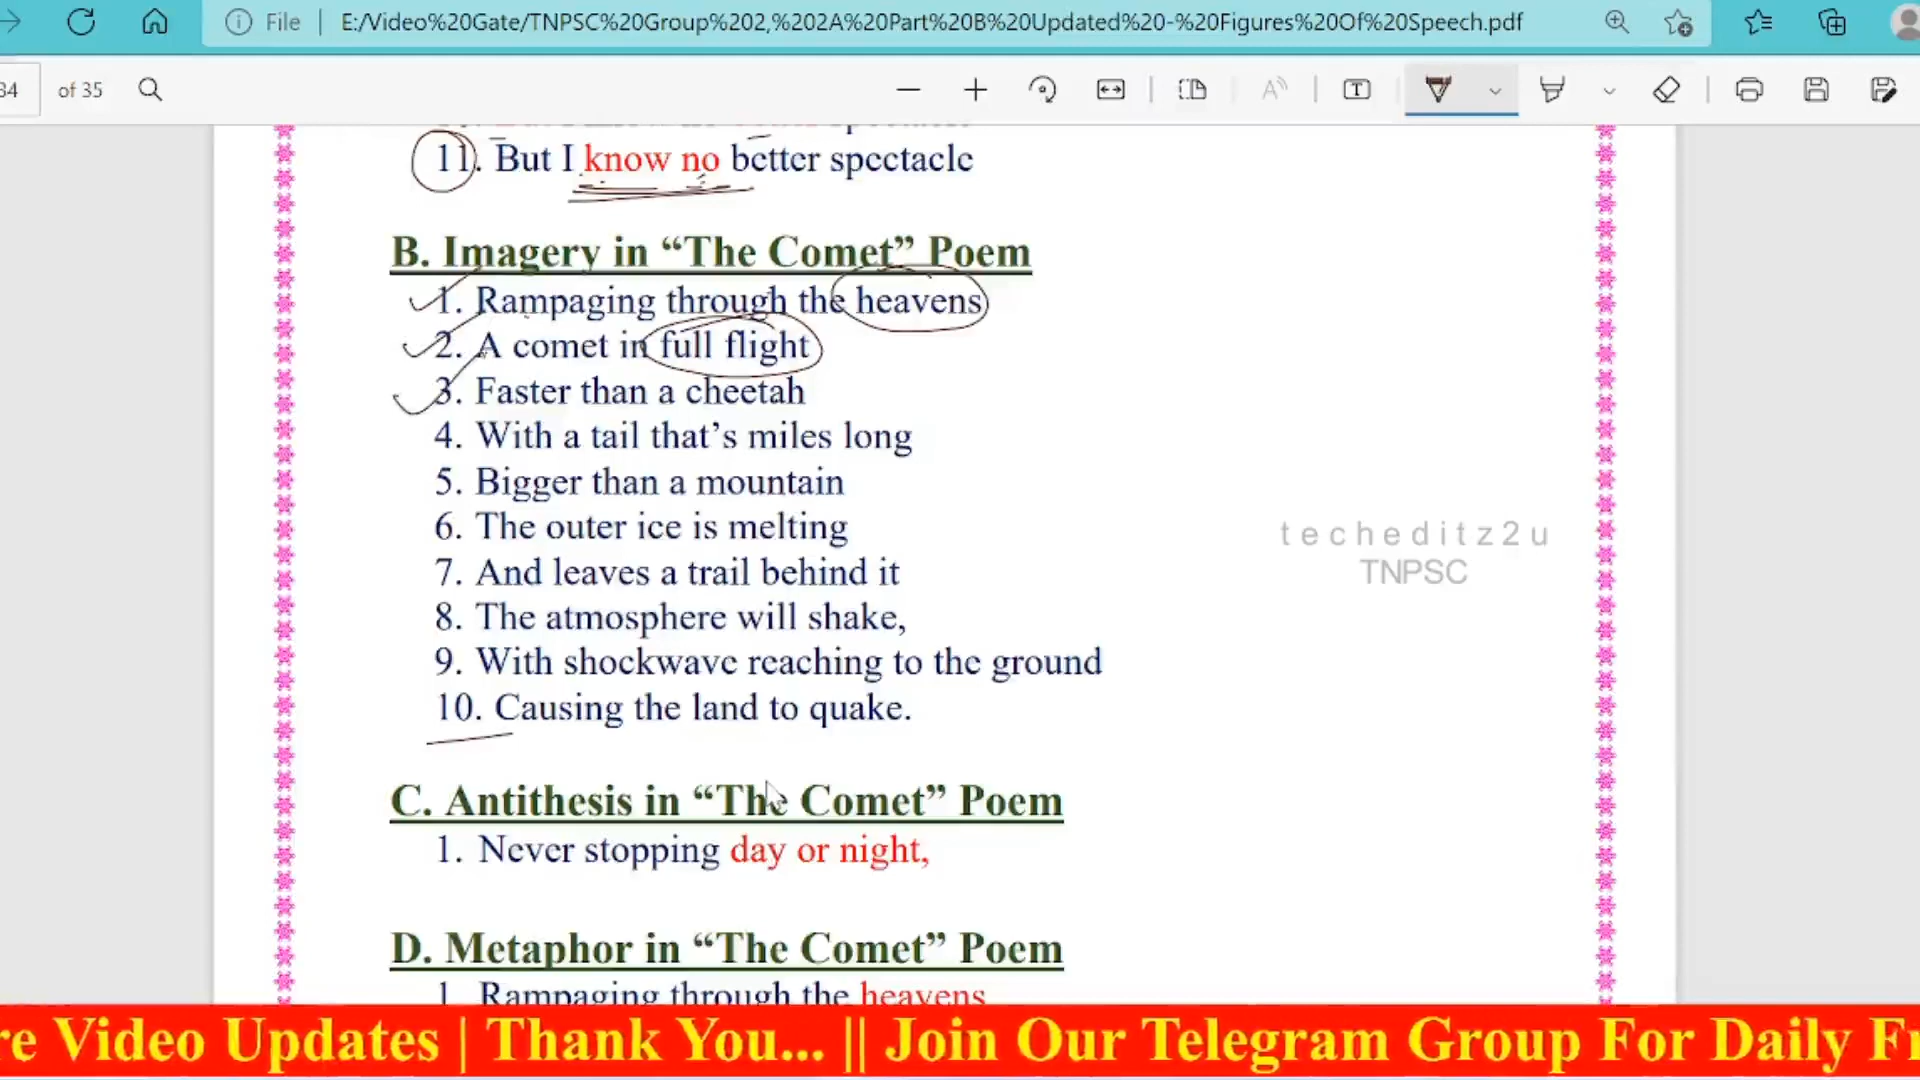 File | E:/Video%20Gate/TNPSC%20Group%202,%202A%20Part%20B%20Updated%20-%20Figures%20Of%20Speech.pdf
34 of 35
11. But I know no better spectacle
B. Imagery in “The Comet” Poem
1. Rampaging through the heavens
2. A comet in full flight
3. Faster than a cheetah
4. With a tail that’s miles long
5. Bigger than a mountain
6. The outer ice is melting
7. And leaves a trail behind it
8. The atmosphere will shake,
9. With shockwave reaching to the ground
10. Causing the land to quake.
techeditz2u
TNPSC
C. Antithesis in “The Comet” Poem
1. Never stopping day or night,
D. Metaphor in “The Comet” Poem
1. Rampaging through the heavens
re Video Updates | Thank You... || Join Our Telegram Group For Daily Fr